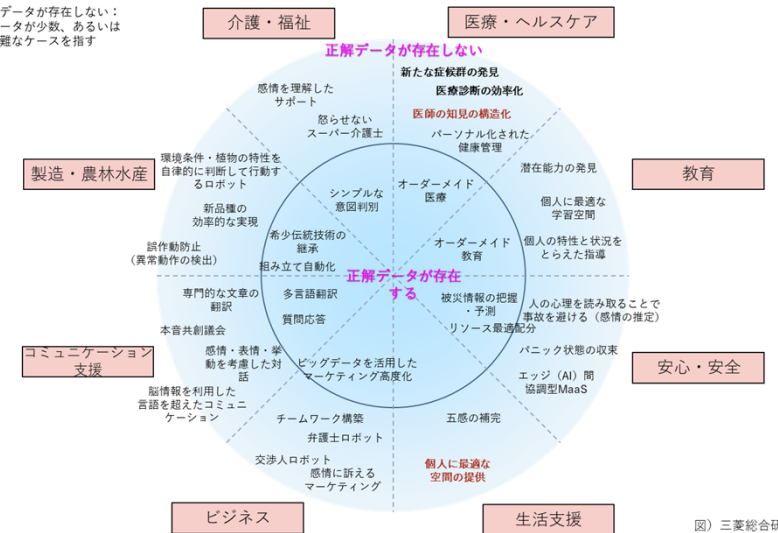 データが存在しない：
ータが少数、あるいは
難なケースを指す
介護・福祉
医療・ヘルスケア
正解データが存在しない
新たな症候群の発見
医療診断の効率化
医師の知見の構造化
パーソナル化された
健康管理
感情を理解した
サポート
怒らせない
スーパー介護士
製造・農林水産
環境条件・植物の特性を
自律的に判断して行動す
るロボット
新品種の
効率的な実現
誤作動防止
（異常動作の検出）
シンプルな
意図判別
オーダーメイド
医療
希少伝統技術の
継承
組み立て自動化
オーダーメイド
教育
教育
潜在能力の発見
個人に最適な
学習空間
個人の特性と状況を
とらえた指導
正解データが存在
する
専門的な文章の
翻訳
本音共創議会
多言語翻訳
質問応答
被災情報の把握
・予測
リソース最適配分
人の心理を読み取ることで
事故を避ける（感情の推定）
パニック状態の収束
エッジ（AI）間
協調型MaaS
安心・安全
コミュニケーション
支援
感情・表情・挙
動を考慮した対
話
脳情報を利用した
言語を超えたコミュニ
ケーション
ビッグデータを活用した
マーケティング高度化
チームワーク構築
弁護士ロボット
交渉人ロボット
感情に訴える
マーケティング
五感の補完
個人に最適な
空間の提供
ビジネス
生活支援
図）三菱総合研